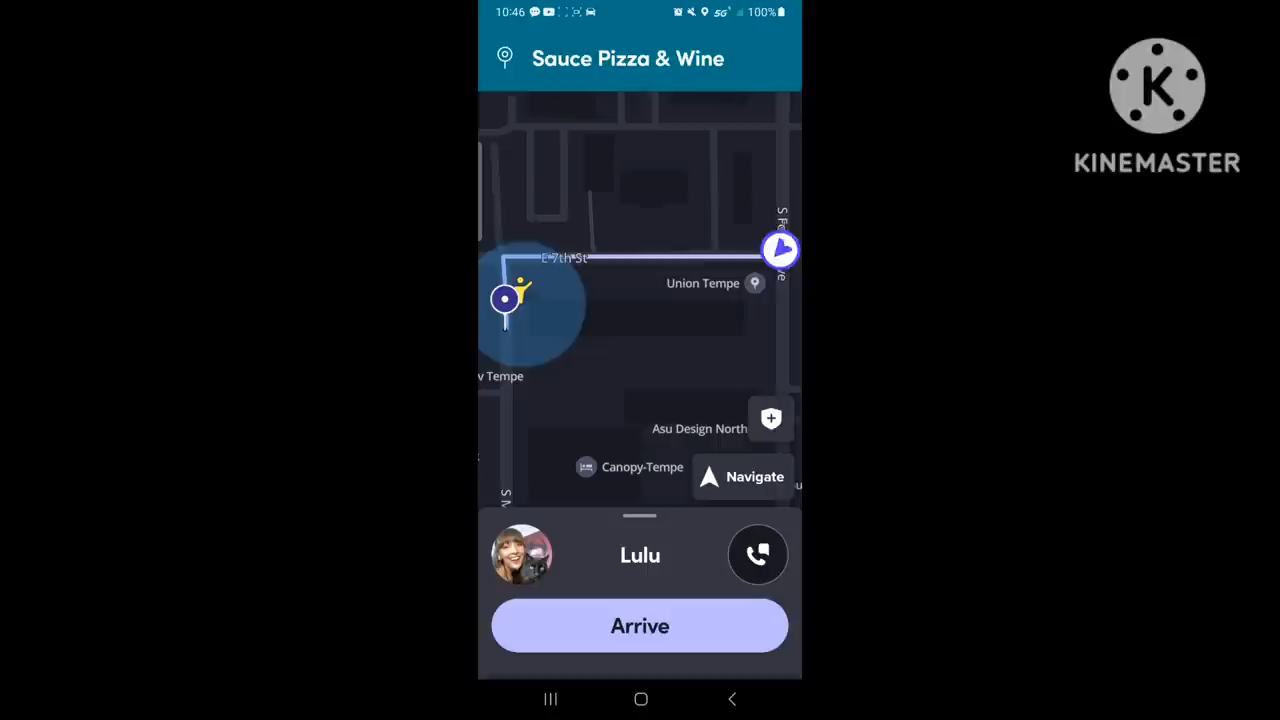 10:46
5G
100%
Sauce Pizza & Wine
K
KINEMASTER
E 7th St
Union Tempe
v Tempe
Asu Design North
Canopy-Tempe
Navigate
Lulu
Arrive